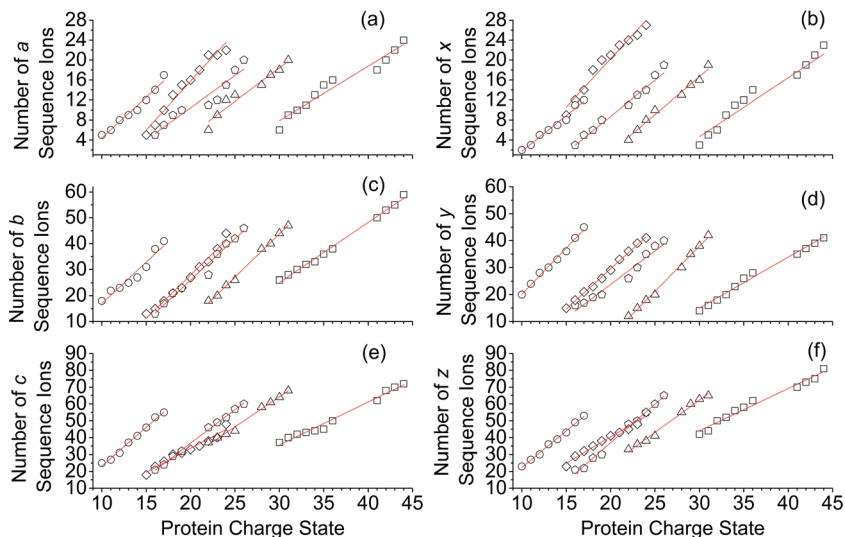 (a)
Number of a
Sequence Ions
28
24
20
16
12
8
4
(b)
Number of x
Sequence Ions
28
24
20
16
12
8
4
(c)
Number of b
Sequence Ions
60
50
40
30
20
10
(d)
Number of y
Sequence Ions
60
50
40
30
20
10
(e)
Number of c
Sequence Ions
90
80
70
60
50
40
30
20
10
10 15 20 25 30 35 40 45
Protein Charge State
(f)
Number of z
Sequence Ions
90
80
70
60
50
40
30
20
10
10 15 20 25 30 35 40 45
Protein Charge State